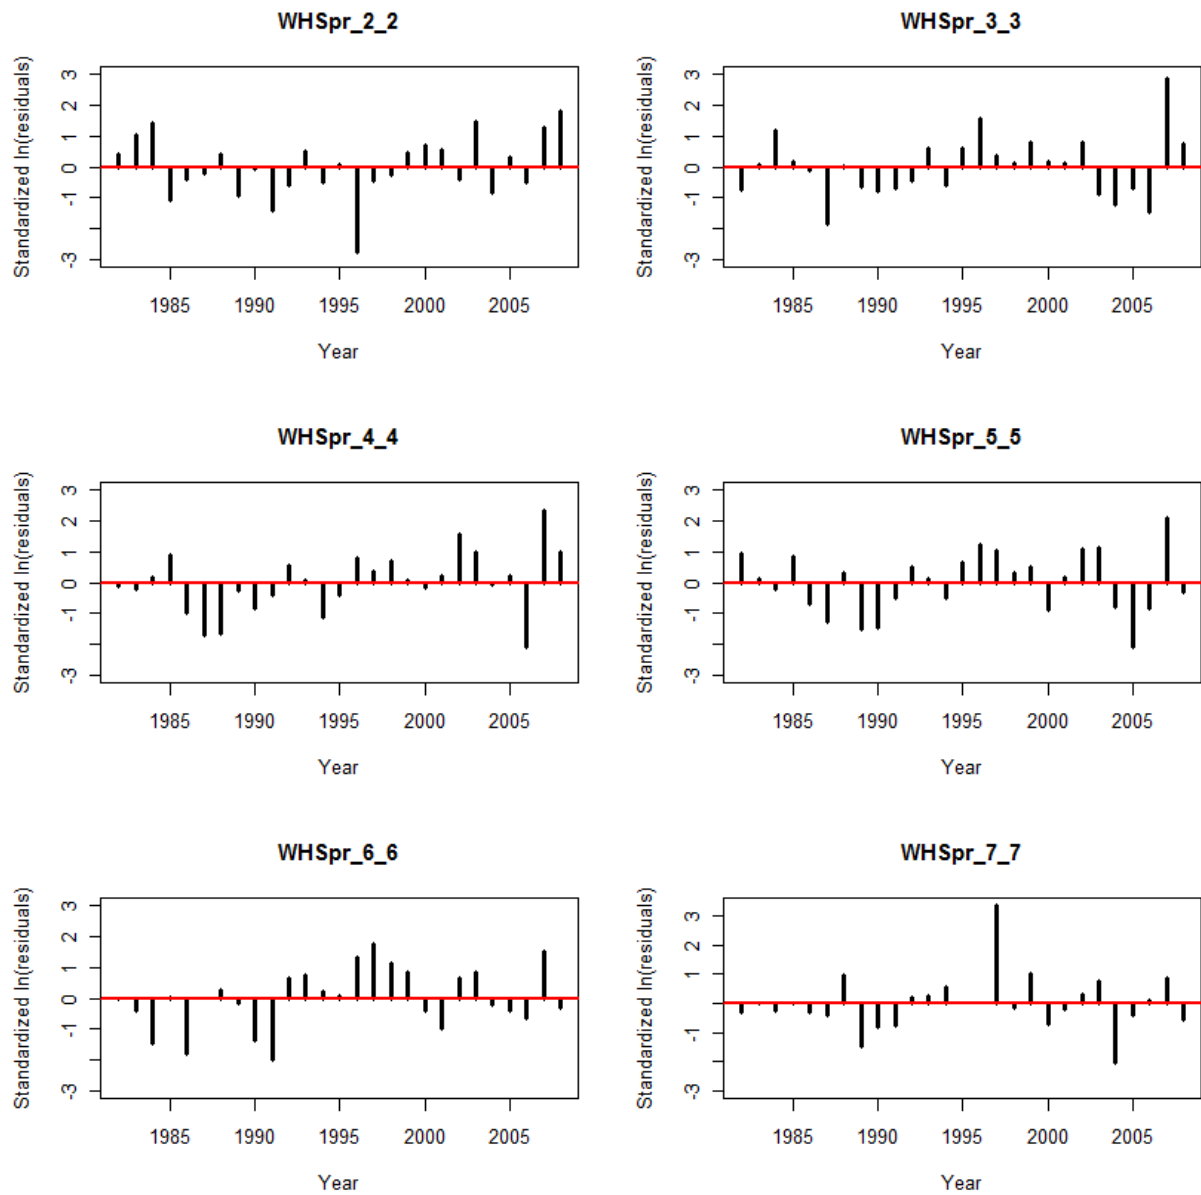 WHSpr_2_2
Standardized ln(residuals)
3
2
1
0
-1
-3
1985 1990 1995 2000 2005
Year
WHSpr_3_3
Standardized ln(residuals)
3
2
1
0
-1
-3
1985 1990 1995 2000 2005
Year
WHSpr_4_4
Standardized ln(residuals)
3
2
1
0
-1
-3
1985 1990 1995 2000 2005
Year
WHSpr_5_5
Standardized ln(residuals)
3
2
1
0
-1
-3
1985 1990 1995 2000 2005
Year
WHSpr_6_6
Standardized ln(residuals)
3
2
1
0
-1
-3
1985 1990 1995 2000 2005
Year
WHSpr_7_7
Standardized ln(residuals)
3
2
1
0
-1
-3
1985 1990 1995 2000 2005
Year